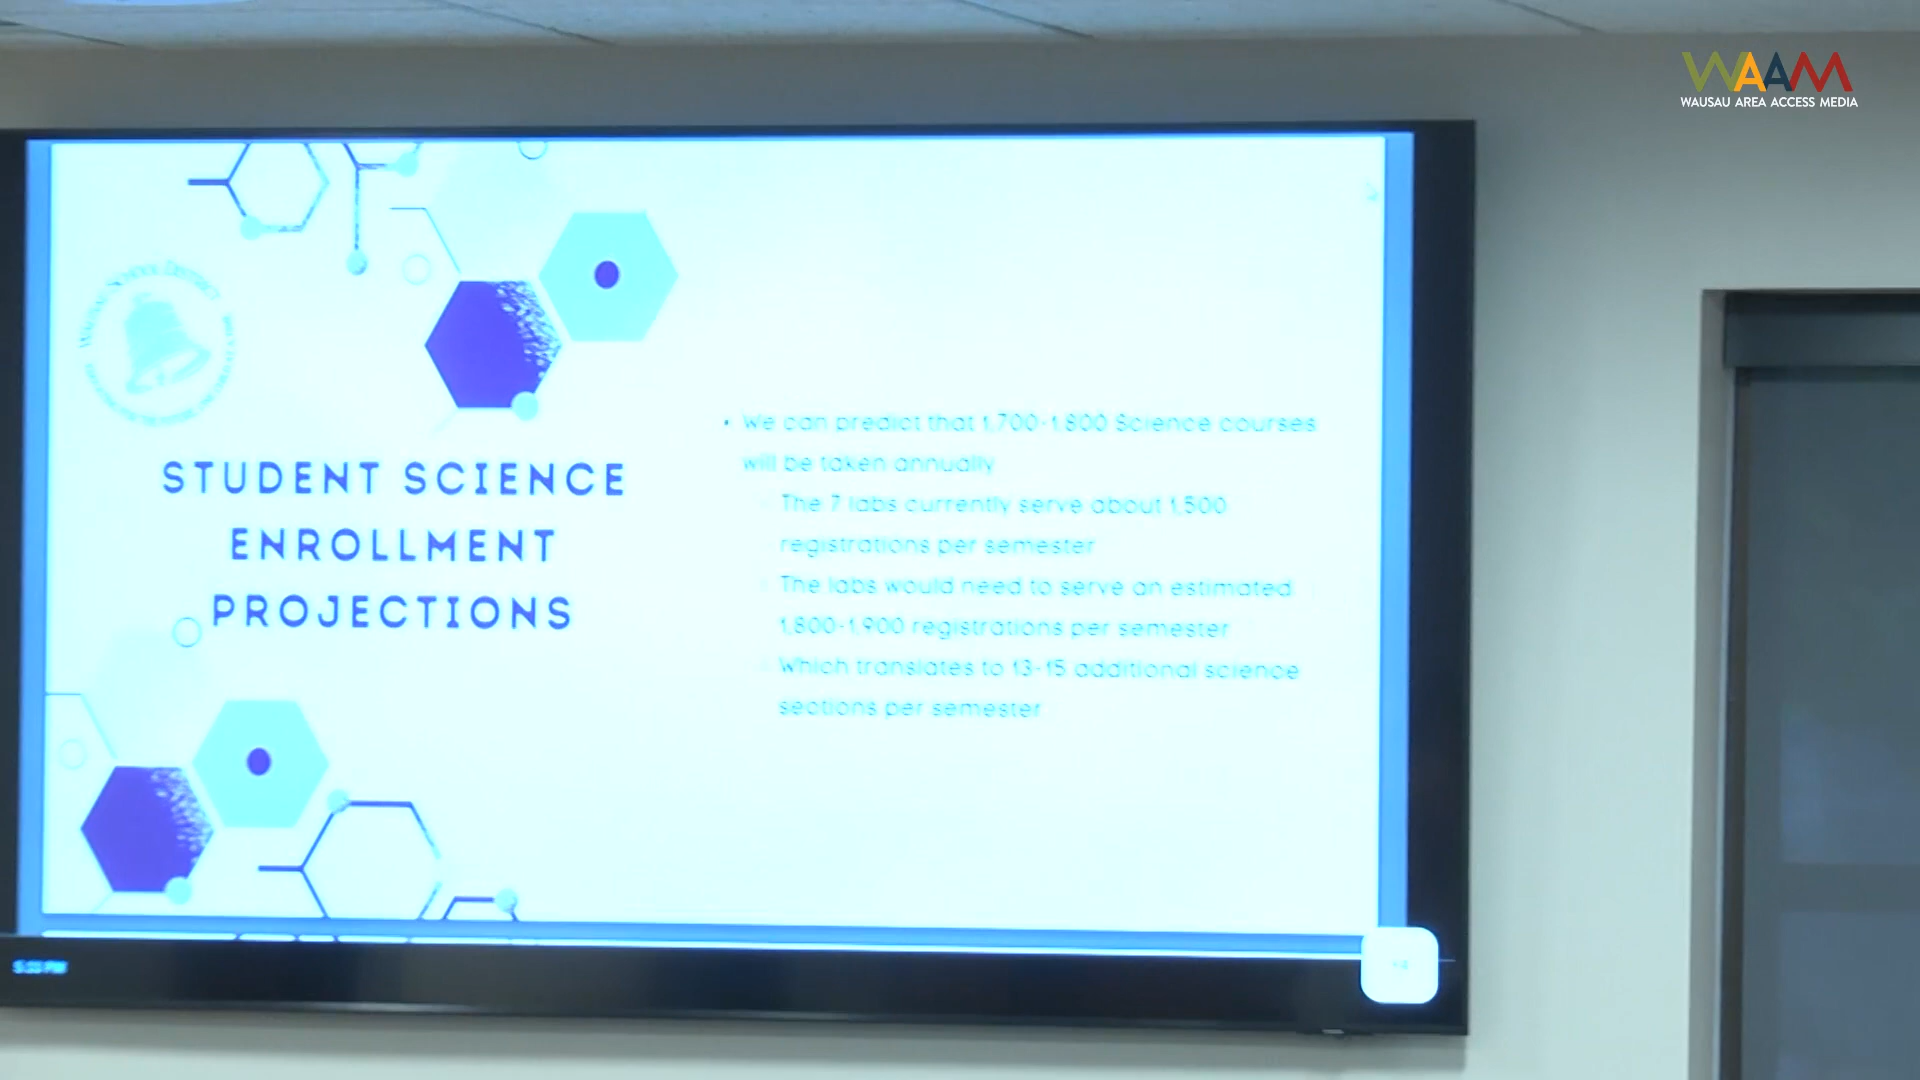 WAAM
WAUSAU AREA ACCESS MEDIA
WAUSAU SCHOOL DISTRICT
STUDENT SCIENCE
ENROLLMENT
PROJECTIONS
• We can predict that 1,700-1,800 Science courses
will be taken annually
The 7 labs currently serve about 1,500
registrations per semester
The labs would need to serve an estimated
1,800-1,900 registrations per semester
Which translates to 13-15 additional science
sections per semester